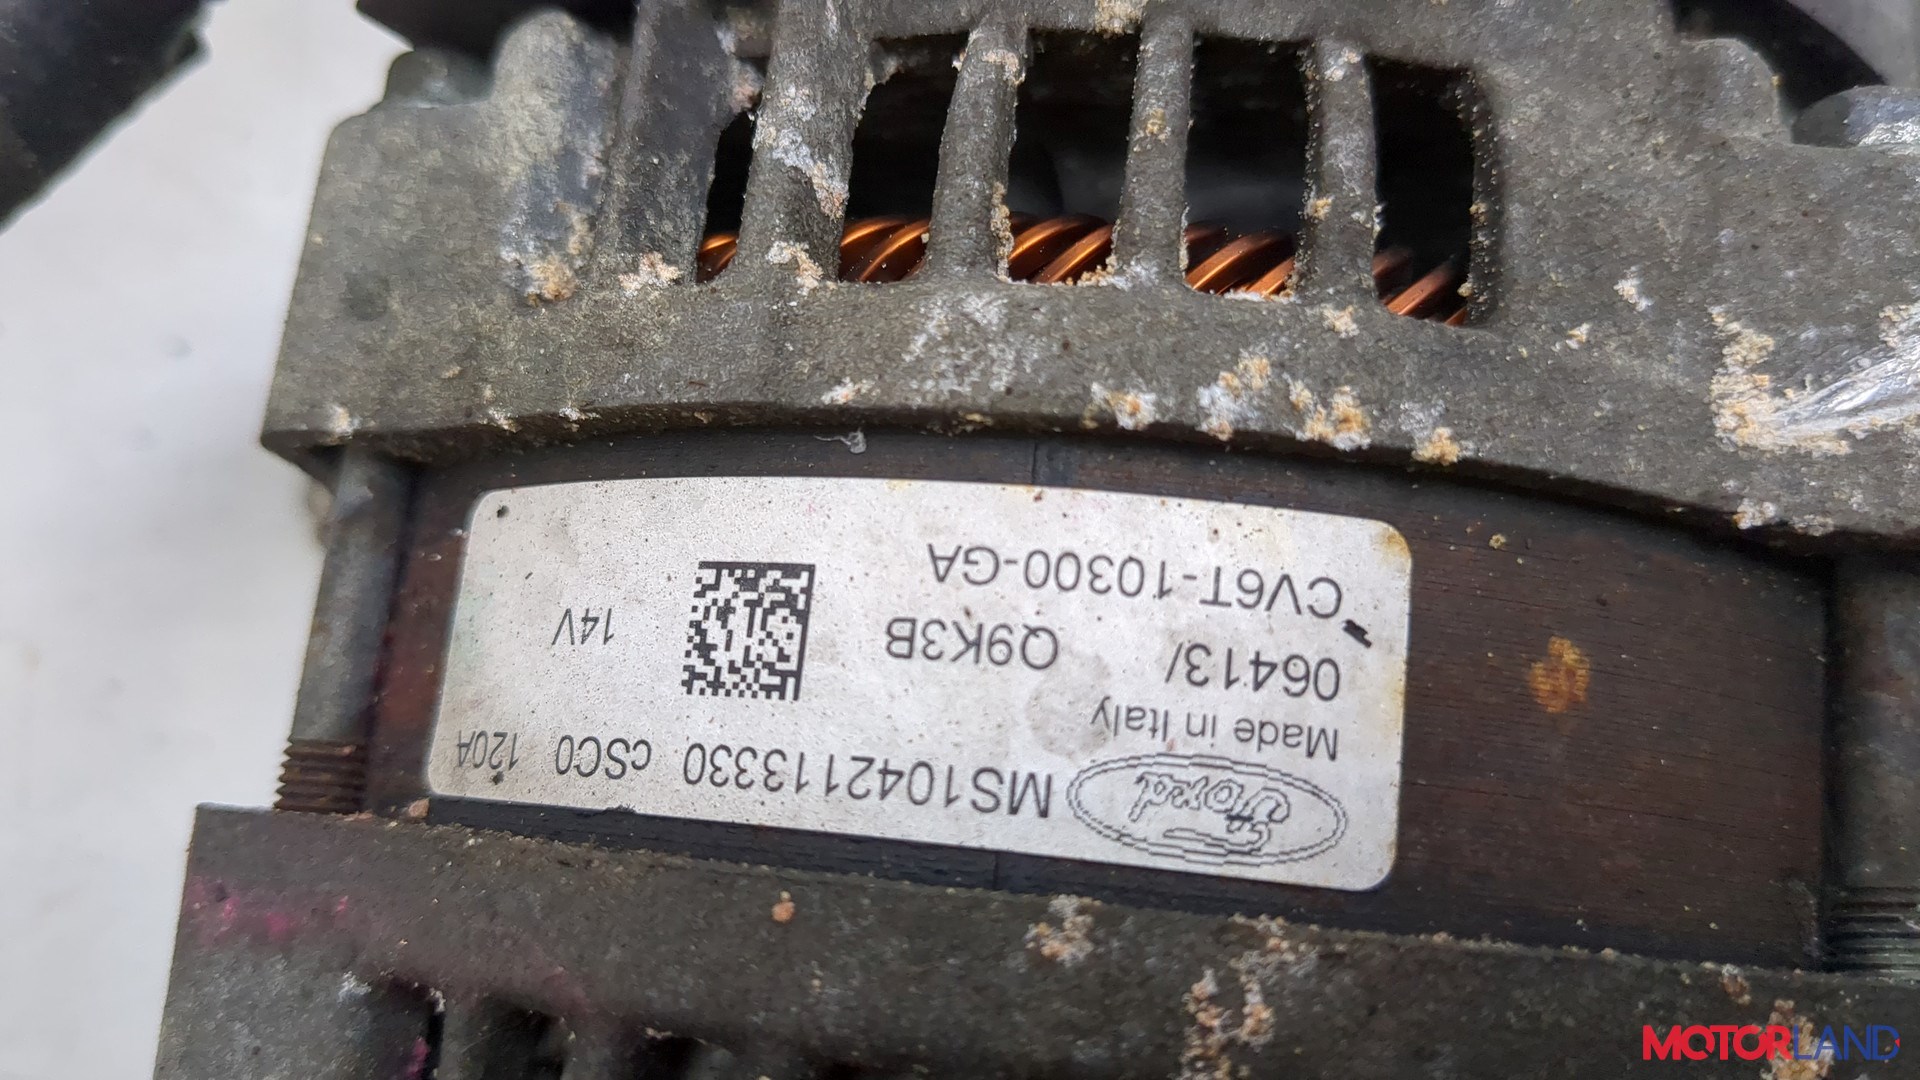 Ford MS1042113330 cSC0 120A
Made in Italy
06413/ Q9K3B 14V
CV6T-10300-GA
MOTORLAND